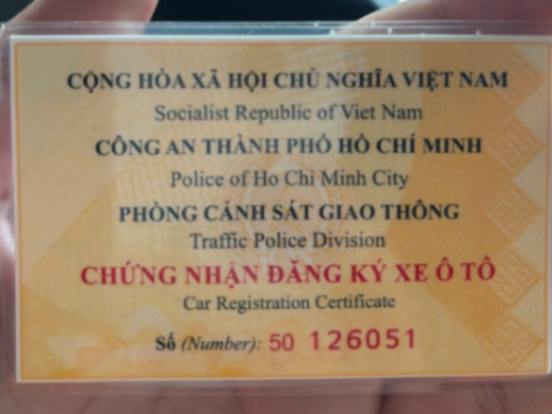 CỘNG HÒA XÃ HỘI CHỦ NGHĨA VIỆT NAM
Socialist Republic of Viet Nam
CÔNG AN THÀNH PHỐ HỒ CHÍ MINH
Police of Ho Chi Minh City
PHÒNG CẢNH SÁT GIAO THÔNG
Traffic Police Division
CHỨNG NHẬN ĐĂNG KÝ XE Ô TÔ
Car Registration Certificate
Số (Number): 50 126051